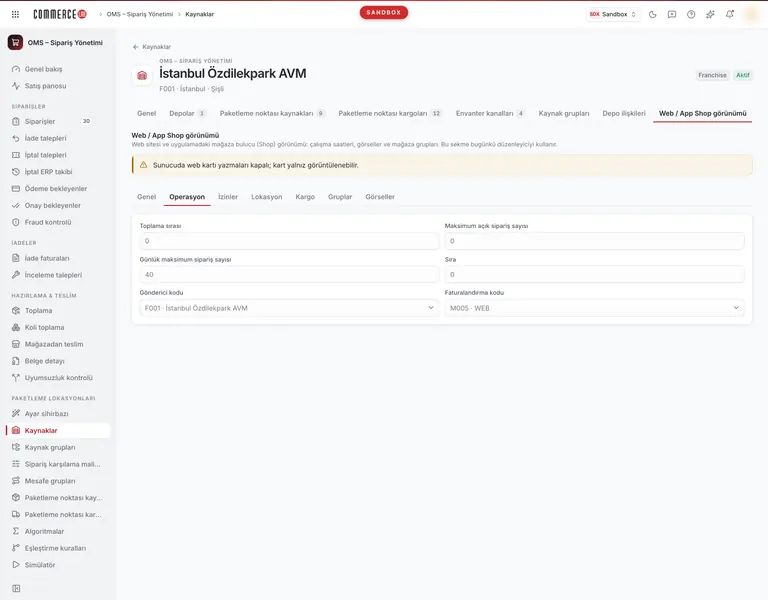 COMMERCE
OMS – Sipariş Yönetimi
Kaynaklar
SANDBOX
SBX Sandbox
OMS – Sipariş Yönetimi
Genel bakış
Satış panosu
SİPARİŞLER
Siparişler 30
İade talepleri
İptal talepleri
İptal ERP takibi
Ödeme bekleyenler
Onay bekleyenler
Fraud kontrolü
İADELER
İade faturaları
İnceleme talepleri
HAZIRLAMA & TESLİM
Toplama
Koli toplama
Mağazadan teslim
Belge detayı
Uyumsuzluk kontrolü
PAKETLEME LOKASYONLARI
Ayar sihirbazı
Kaynaklar
Kaynak grupları
Sipariş karşılama mali...
Mesafe grupları
Paketleme noktası kay...
Paketleme noktası kar...
Algoritmalar
Eşleştirme kuralları
Simülatör
Kaynaklar
OMS – SİPARİŞ YÖNETİMİ
İstanbul Özdilekpark AVM
F001 · İstanbul · Şişli
Franchise Aktif
Genel Depolar 1 Paketleme noktası kaynakları 9 Paketleme noktası kargoları 12 Envanter kanalları 4 Kaynak grupları Depo ilişkileri Web / App Shop görünümü
Web / App Shop görünümü
Web sitesi ve uygulamadaki mağaza bulucu (Shop) görünümü: çalışma saatleri, görseller ve mağaza grupları. Bu sekme bugünkü düzenleyiciyi kullanır.
Sunucuda web kartı yazmaları kapalı; kart yalnız görüntülenebilir.
Genel Operasyon İzinler Lokasyon Kargo Gruplar Görseller
Toplama sırası
0
Maksimum açık sipariş sayısı
0
Günlük maksimum sipariş sayısı
40
Sıra
0
Gönderici kodu
F001 · İstanbul Özdilekpark AVM
Faturalandırma kodu
M005 · WEB